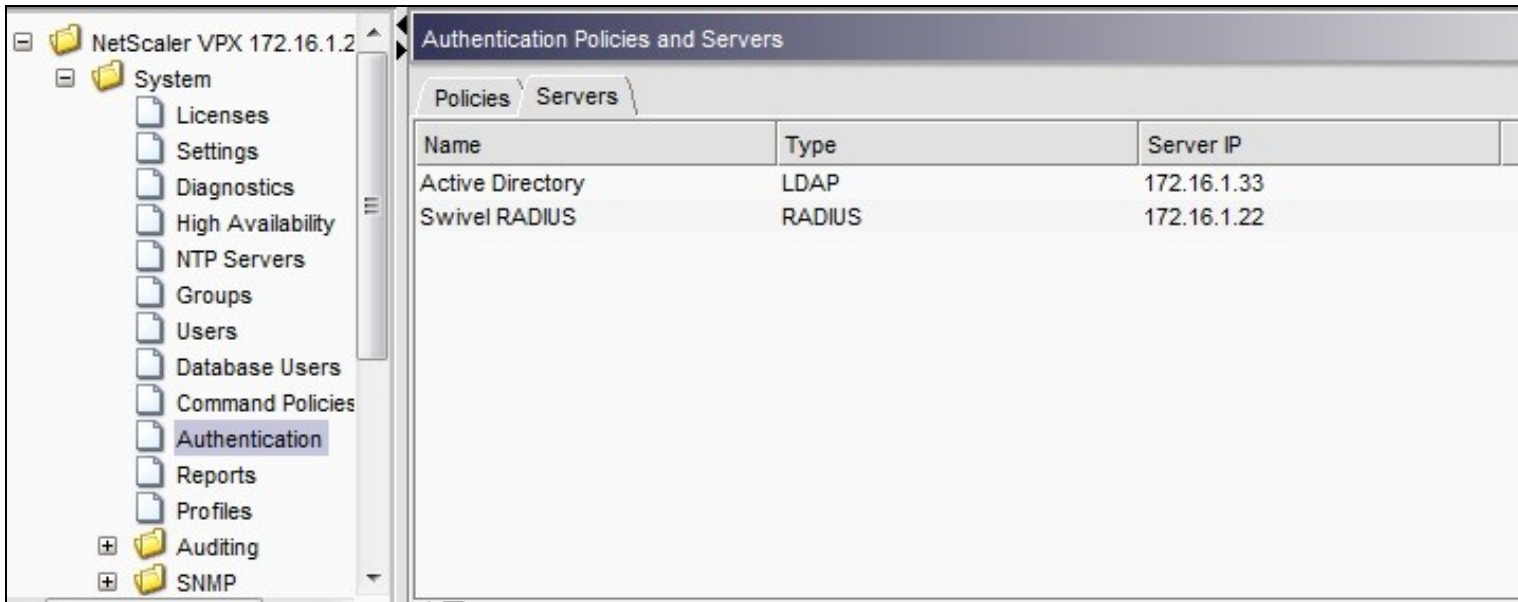 NetScaler VPX 172.16.1.2
System
Licenses
Settings
Diagnostics
High Availability
NTP Servers
Groups
Users
Database Users
Command Policies
Authentication
Reports
Profiles
Auditing
SNMP
Authentication Policies and Servers
Policies Servers
Name Type Server IP
Active Directory LDAP 172.16.1.33
Swivel RADIUS RADIUS 172.16.1.22